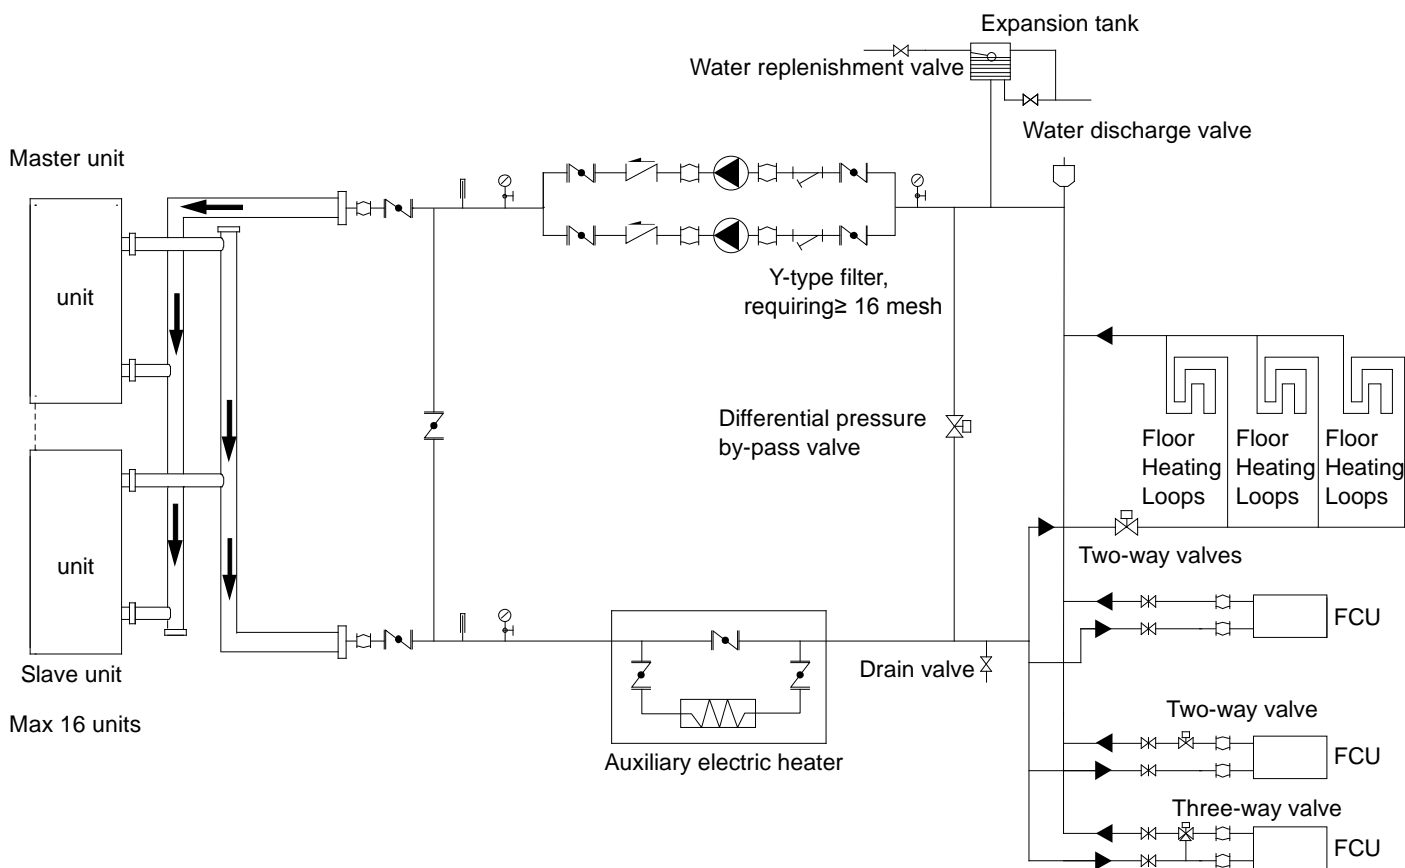 Expansion tank
Water replenishment valve
Water discharge valve
Master unit
unit
Y-type filter,
requiring≥ 16 mesh
Differential pressure
by-pass valve
Floor
Heating
Loops
Floor
Heating
Loops
Floor
Heating
Loops
Two-way valves
unit
FCU
Slave unit
Drain valve
Max 16 units
Two-way valve
Auxiliary electric heater
FCU
Three-way valve
FCU